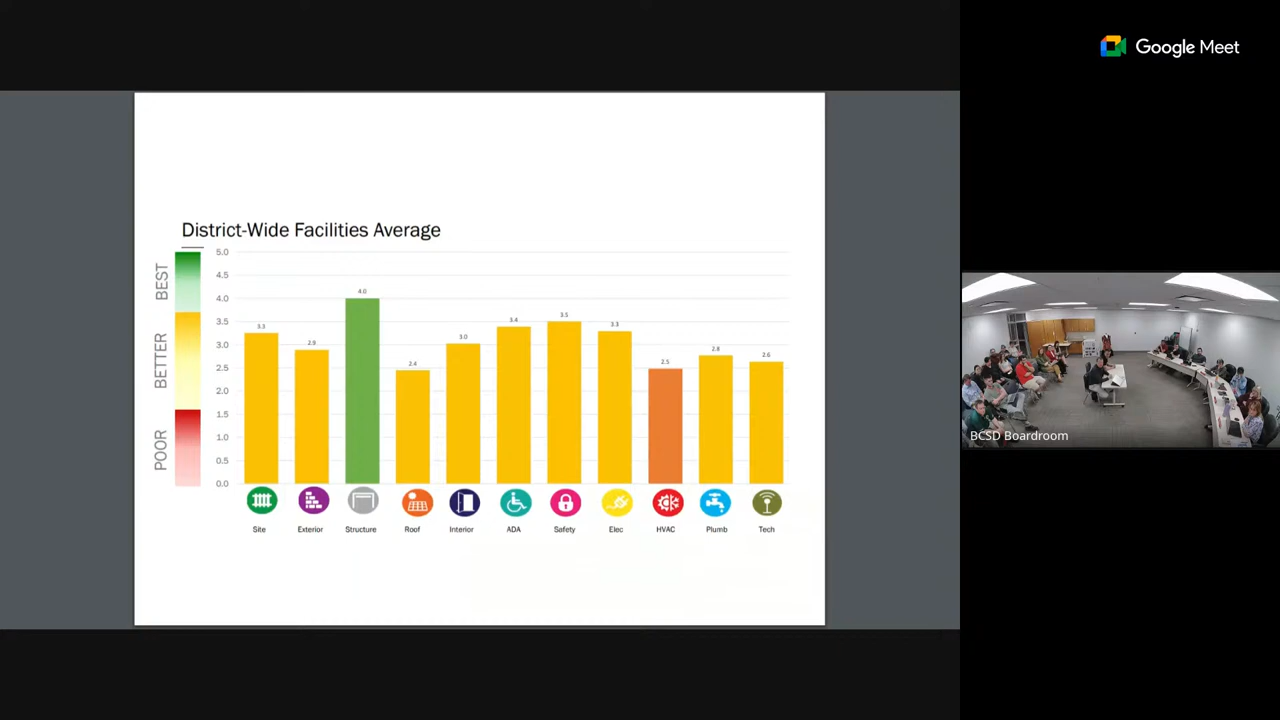 Google Meet
District-Wide Facilities Average
BEST
BETTER
POOR
5.0
4.5
4.0
3.5
3.0
2.5
2.0
1.5
1.0
0.5
0.0
3.3
2.9
4.0
2.4
3.0
3.4
3.5
3.3
2.5
2.8
2.6
Site
Exterior
Structure
Roof
Interior
ADA
Safety
Elec
HVAC
Plumb
Tech
BCSD Boardroom